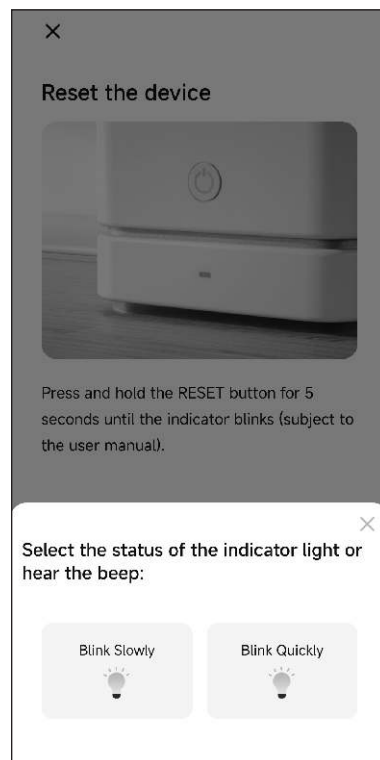 Reset the device
Press and hold the RESET button for 5
seconds until the indicator blinks (subject to
the user manual).
Select the status of the indicator light or
hear the beep:
Blink Slowly
Blink Quickly